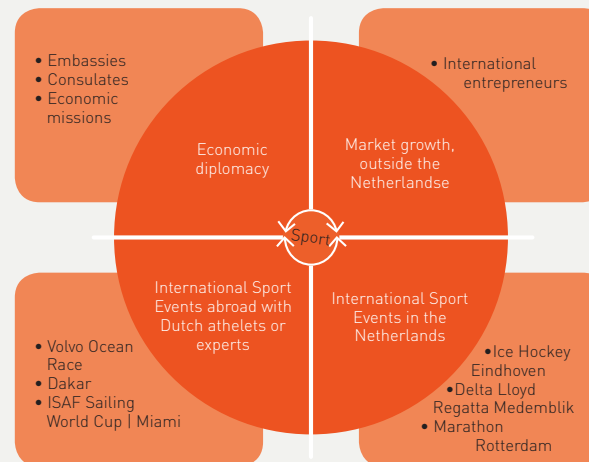 • Embassies
• Consulates
• Economic
missions
• International
entrepreneurs
Economic
diplomacy
Market growth,
outside the
Netherlandse
Sport
International Sport
Events abroad with
Dutch athelets or
experts
International Sport
Events in the
Netherlands
• Volvo Ocean
Race
• Dakar
• ISAF Sailing
World Cup | Miami
•Ice Hockey
Eindhoven
•Delta Lloyd
Regatta Medemblik
• Marathon
Rotterdam